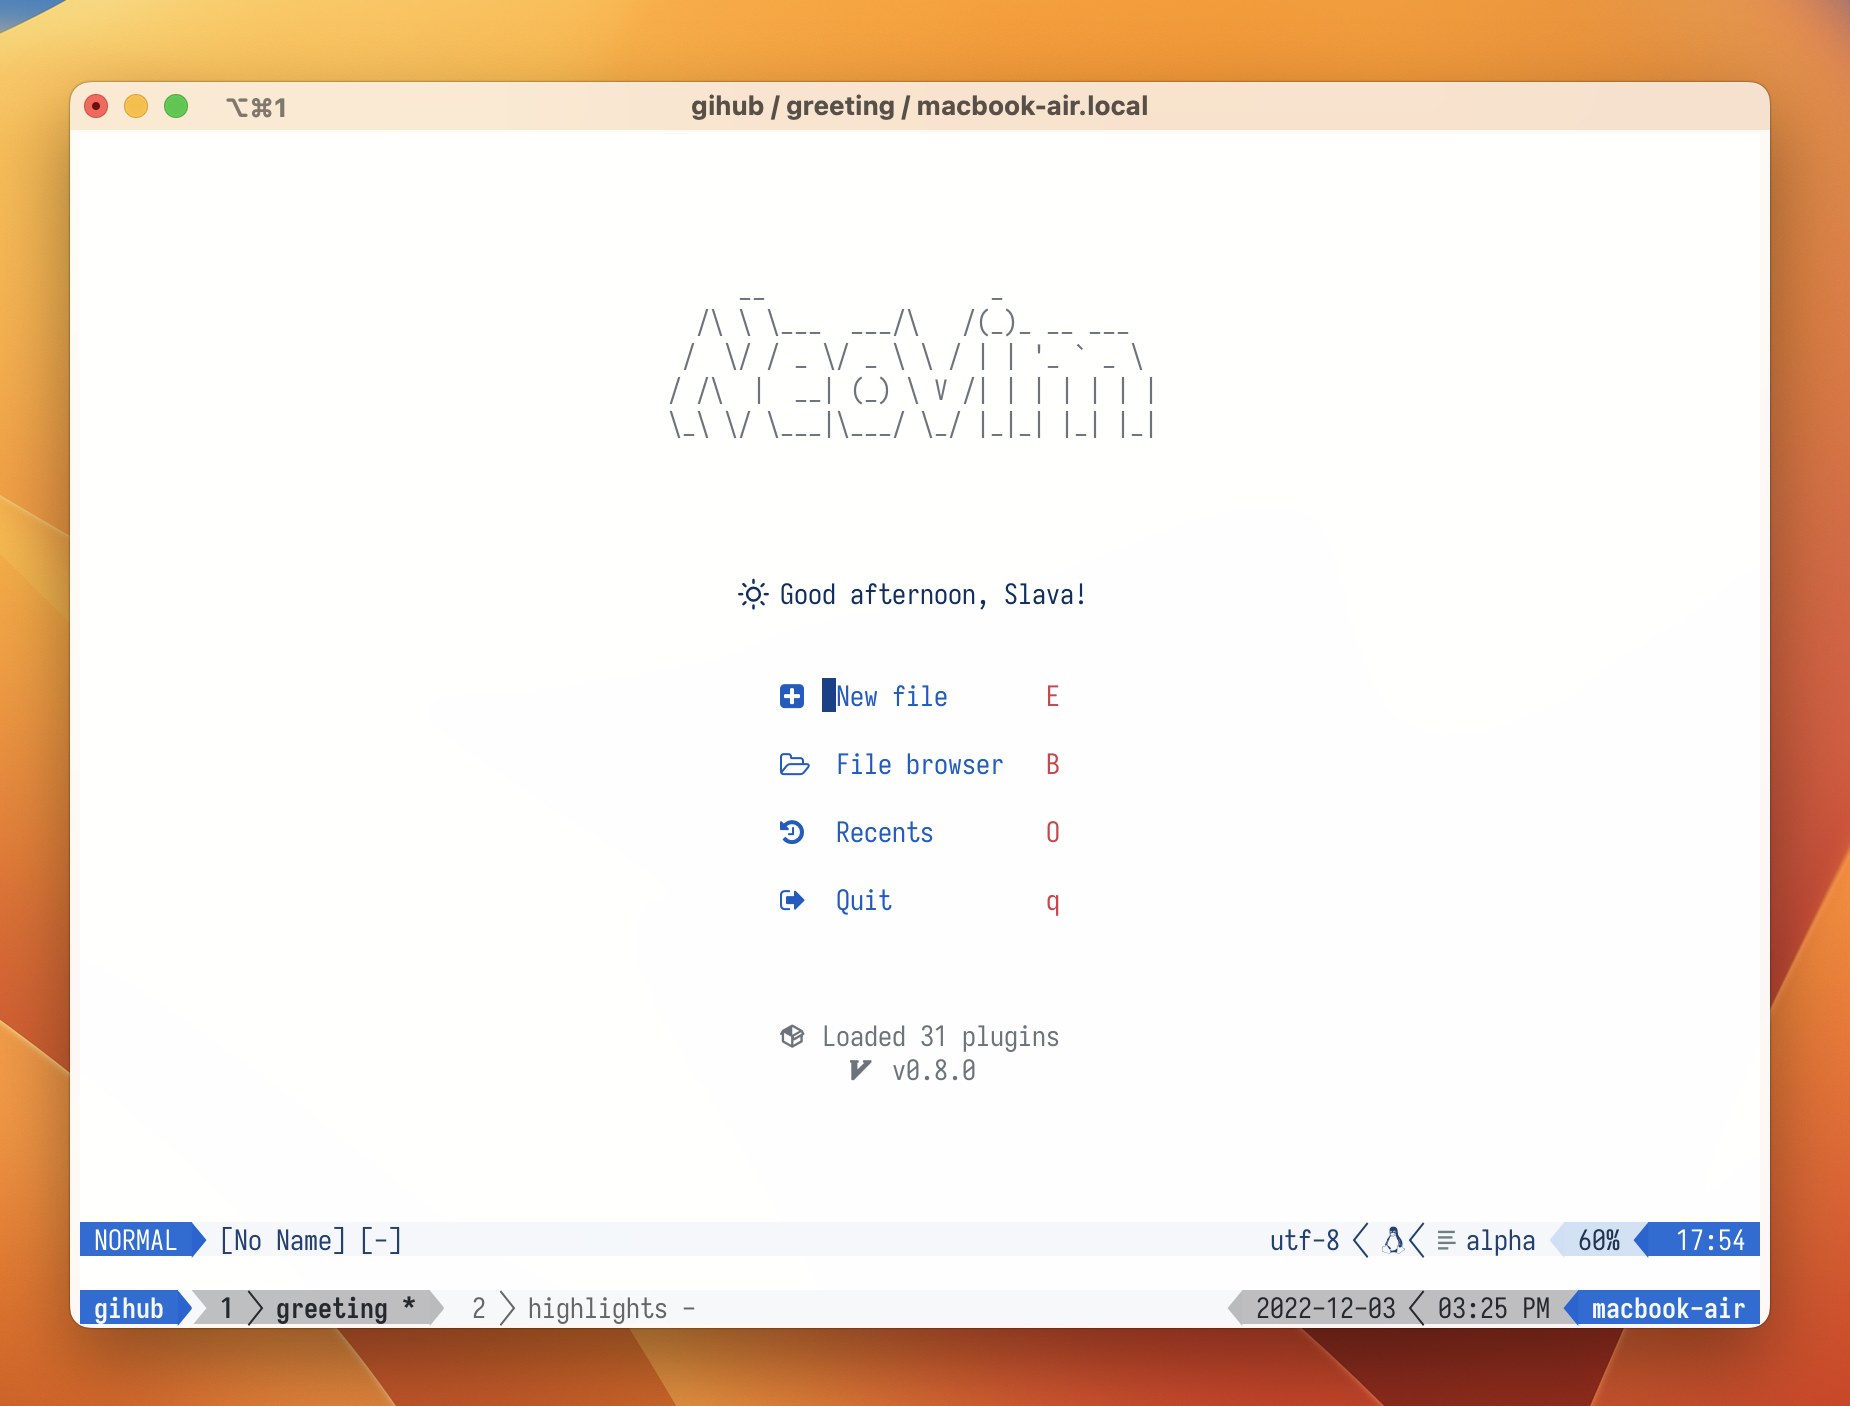 ⌥⌘1 gihub / greeting / macbook-air.local
     __                _
  /\ \ \___  ___/\   /(_)_ __ ___
 /  \/ / _ \/ _ \ \ / | | '_ ` _ \
/ /\  |  __| (_) \ V /| | | | | | |
\_\ \/ \___|\___/ \_/ |_|_| |_| |_|
Good afternoon, Slava!
New file E
File browser B
Recents O
Quit q
Loaded 31 plugins
v0.8.0
NORMAL [No Name] [-] utf-8 alpha 60% 17:54
gihub 1 greeting * 2 highlights - 2022-12-03 03:25 PM macbook-air